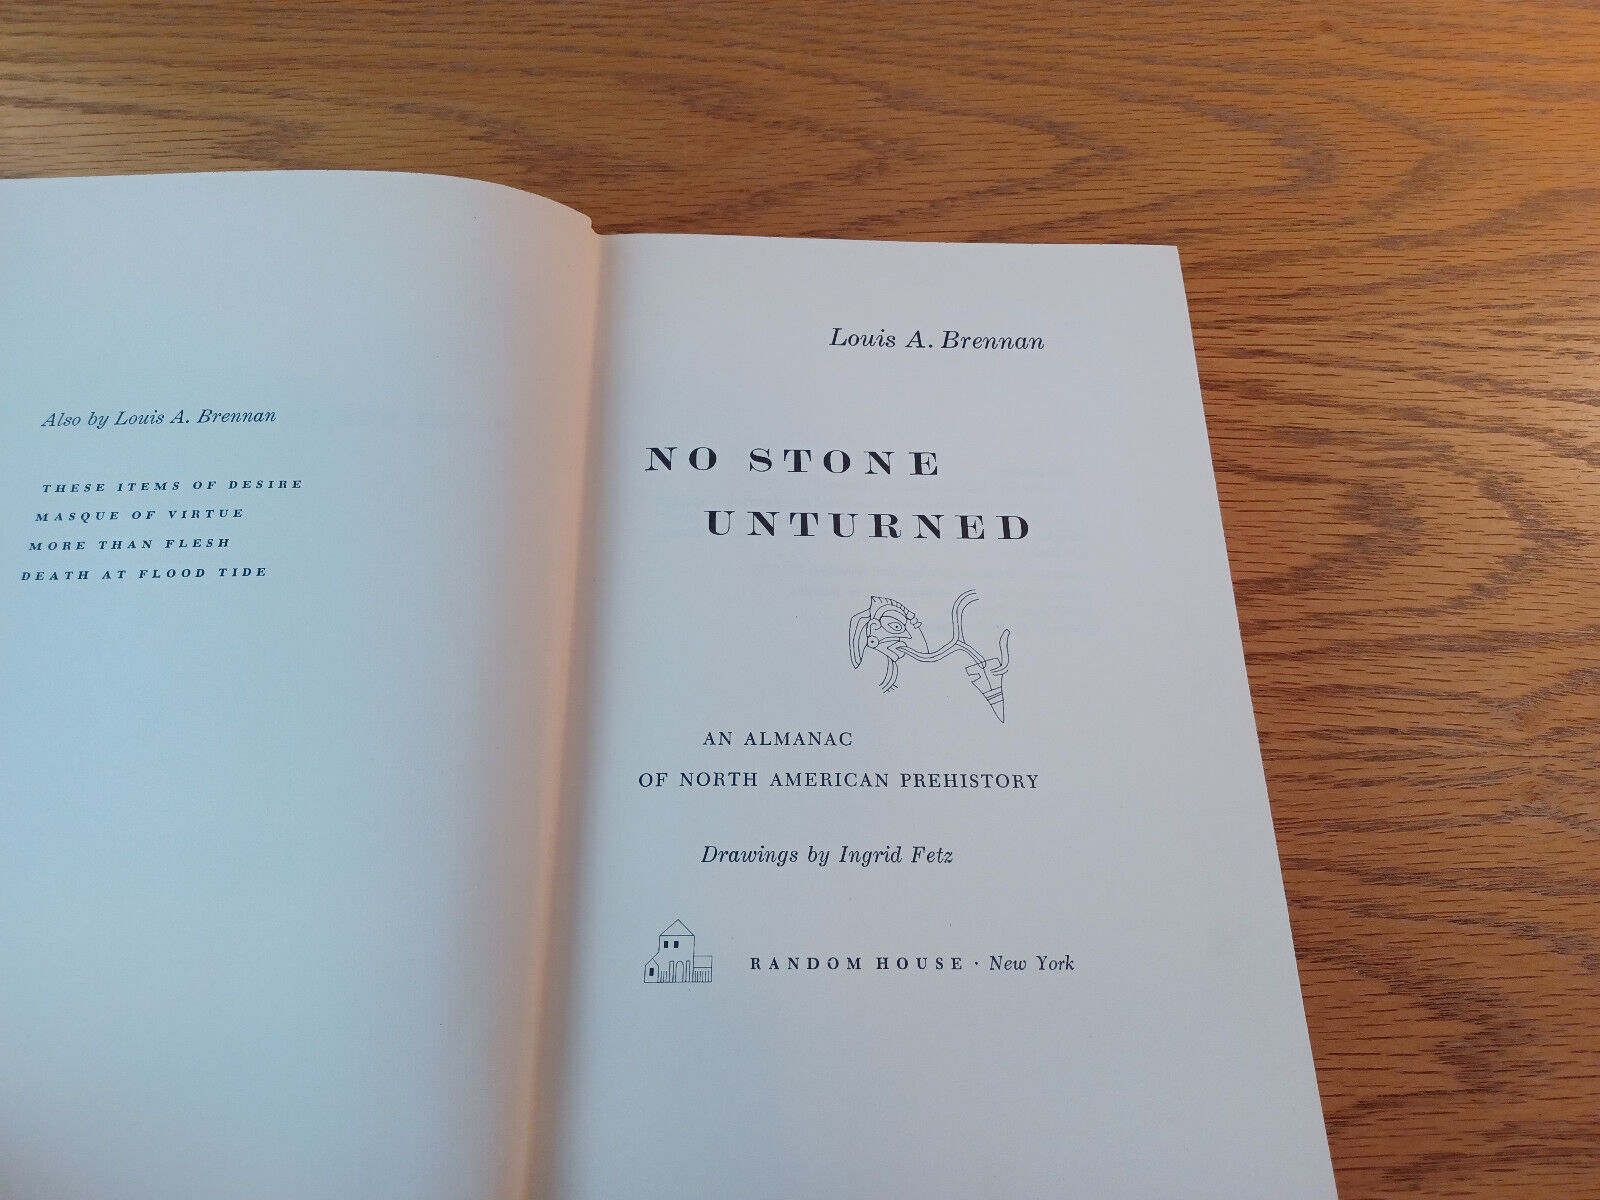 Also by Louis A. Brennan
THESE ITEMS OF DESIRE
MASQUE OF VIRTUE
MORE THAN FLESH
DEATH AT FLOOD TIDE
Louis A. Brennan
NO STONE
UNTURNED
AN ALMANAC
OF NORTH AMERICAN PREHISTORY
Drawings by Ingrid Fetz
RANDOM HOUSE · New York